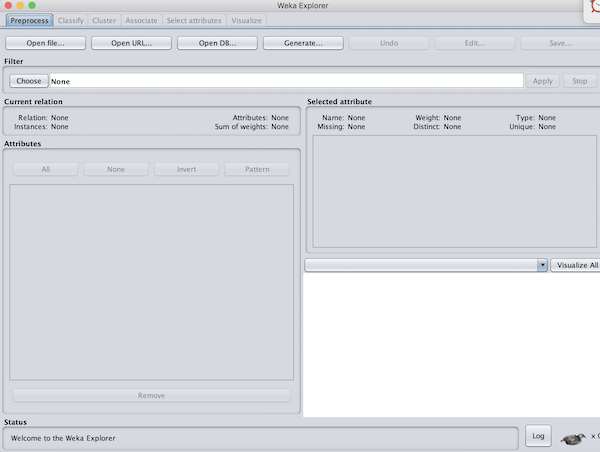 Weka Explorer
Preprocess Classify Cluster Associate Select attributes Visualize
Open file... Open URL... Open DB... Generate... Undo Edit... Save...
Filter
Choose None Apply Stop
Current relation
Relation: None Attributes: None
Instances: None Sum of weights: None
Selected attribute
Name: None Weight: None Type: None
Missing: None Distinct: None Unique: None
Attributes
All None Invert Pattern
Visualize All
Remove
Status
Welcome to the Weka Explorer
Log
x